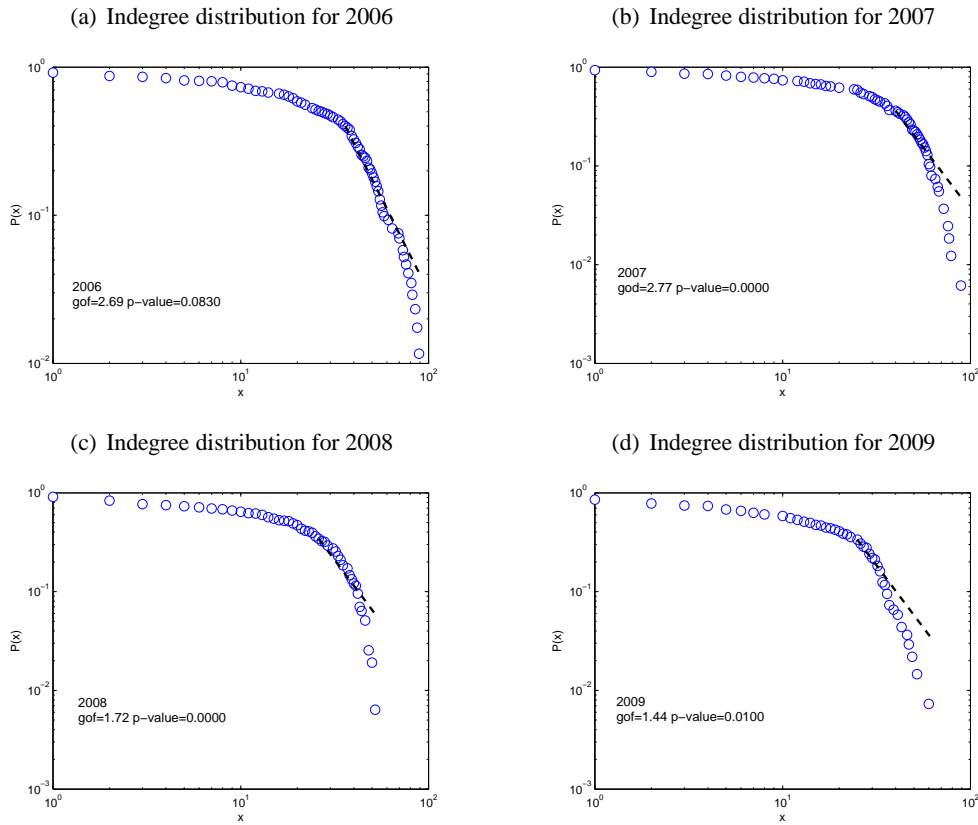 (a) Indegree distribution for 2006
10^0
10^-1
10^-2
P(x)
2006
gof=2.69 p−value=0.0830
10^0
10^1
10^2
x
(b) Indegree distribution for 2007
10^0
10^-1
10^-2
10^-3
P(x)
2007
god=2.77 p−value=0.0000
10^0
10^1
10^2
x
(c) Indegree distribution for 2008
10^0
10^-1
10^-2
10^-3
P(x)
2008
gof=1.72 p−value=0.0000
10^0
10^1
10^2
x
(d) Indegree distribution for 2009
10^0
10^-1
10^-2
10^-3
P(x)
2009
gof=1.44 p−value=0.0100
10^0
10^1
10^2
x